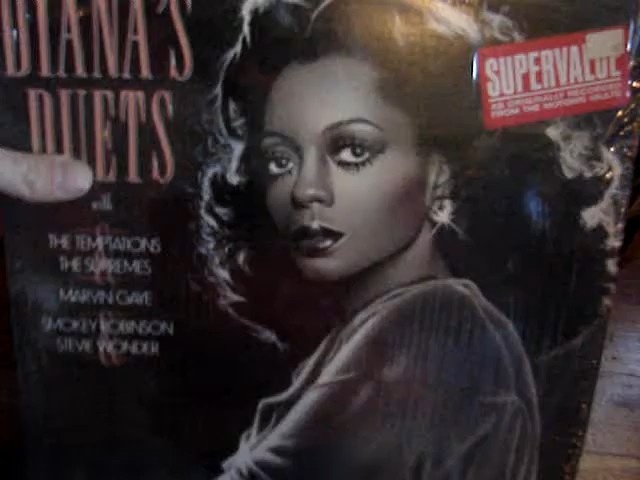 DIANA'S
DUETS
with
THE TEMPTATIONS
THE SUPREMES
MARVIN GAYE
SMOKEY ROBINSON
STEVIE WONDER
SUPERVALUE
AS ORIGINALLY RECORDED
FROM THE MOTOWN VAULTS